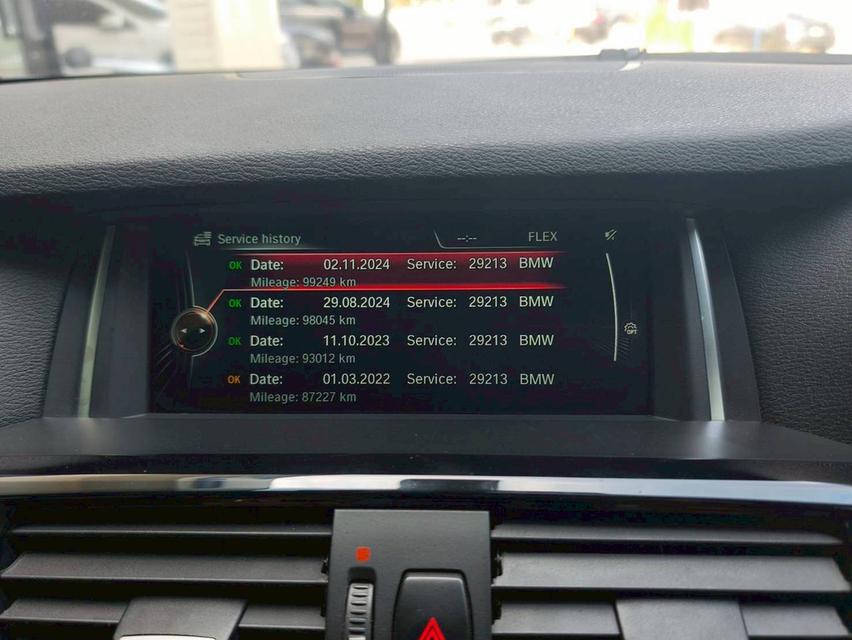 Service history --:-- FLEX
OK Date: 02.11.2024 Service: 29213 BMW
Mileage: 99249 km
OK Date: 29.08.2024 Service: 29213 BMW
Mileage: 98045 km
OK Date: 11.10.2023 Service: 29213 BMW
Mileage: 93012 km
OK Date: 01.03.2022 Service: 29213 BMW
Mileage: 87227 km
OPT